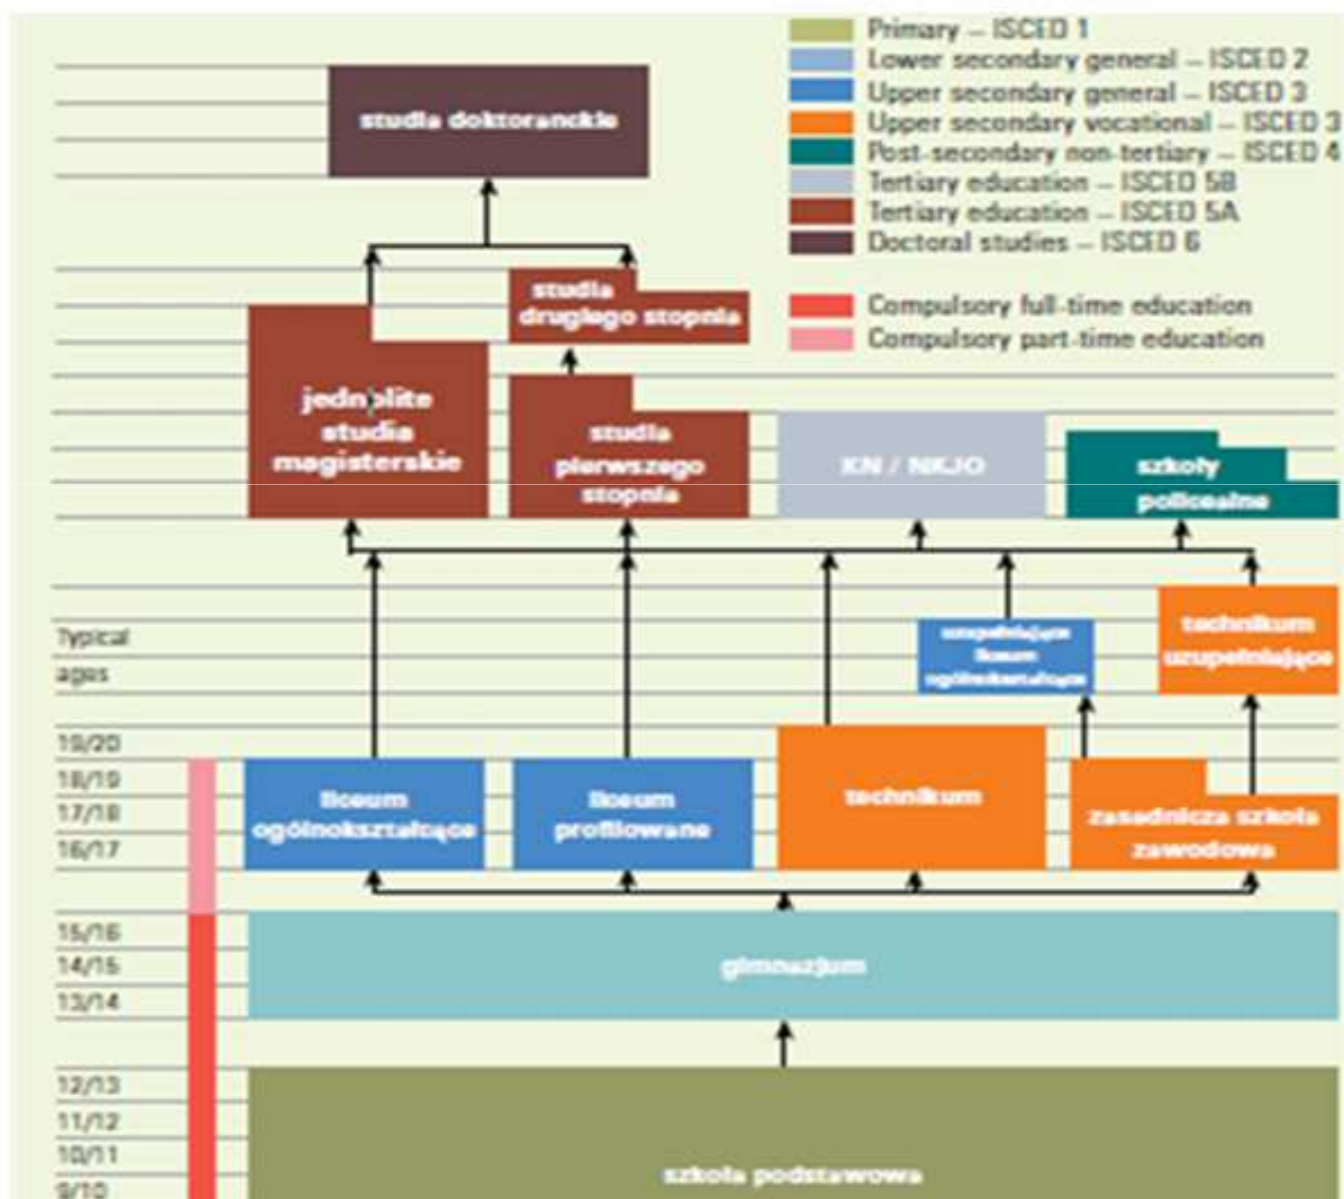 Primary – ISCED 1
Lower secondary general – ISCED 2
Upper secondary general – ISCED 3
Upper secondary vocational – ISCED 3
Post-secondary non-tertiary – ISCED 4
Tertiary education – ISCED 5B
Tertiary education – ISCED 5A
Doctoral studies – ISCED 6
Compulsory full-time education
Compulsory part-time education
studia doktoranckie
studia
drugiego stopnia
jednolite
studia
magisterskie
studia
pierwszego
stopnia
KN / NKJO
szkoły
policealne
Typical
ages
uzupełniające
liceum
ogólnokształcące
technikum
uzupełniające
19/20
18/19
17/18
16/17
liceum
ogólnokształcące
liceum
profilowane
technikum
zasadnicza szkoła
zawodowa
15/16
14/15
13/14
gimnazjum
12/13
11/12
10/11
9/10
szkoła podstawowa